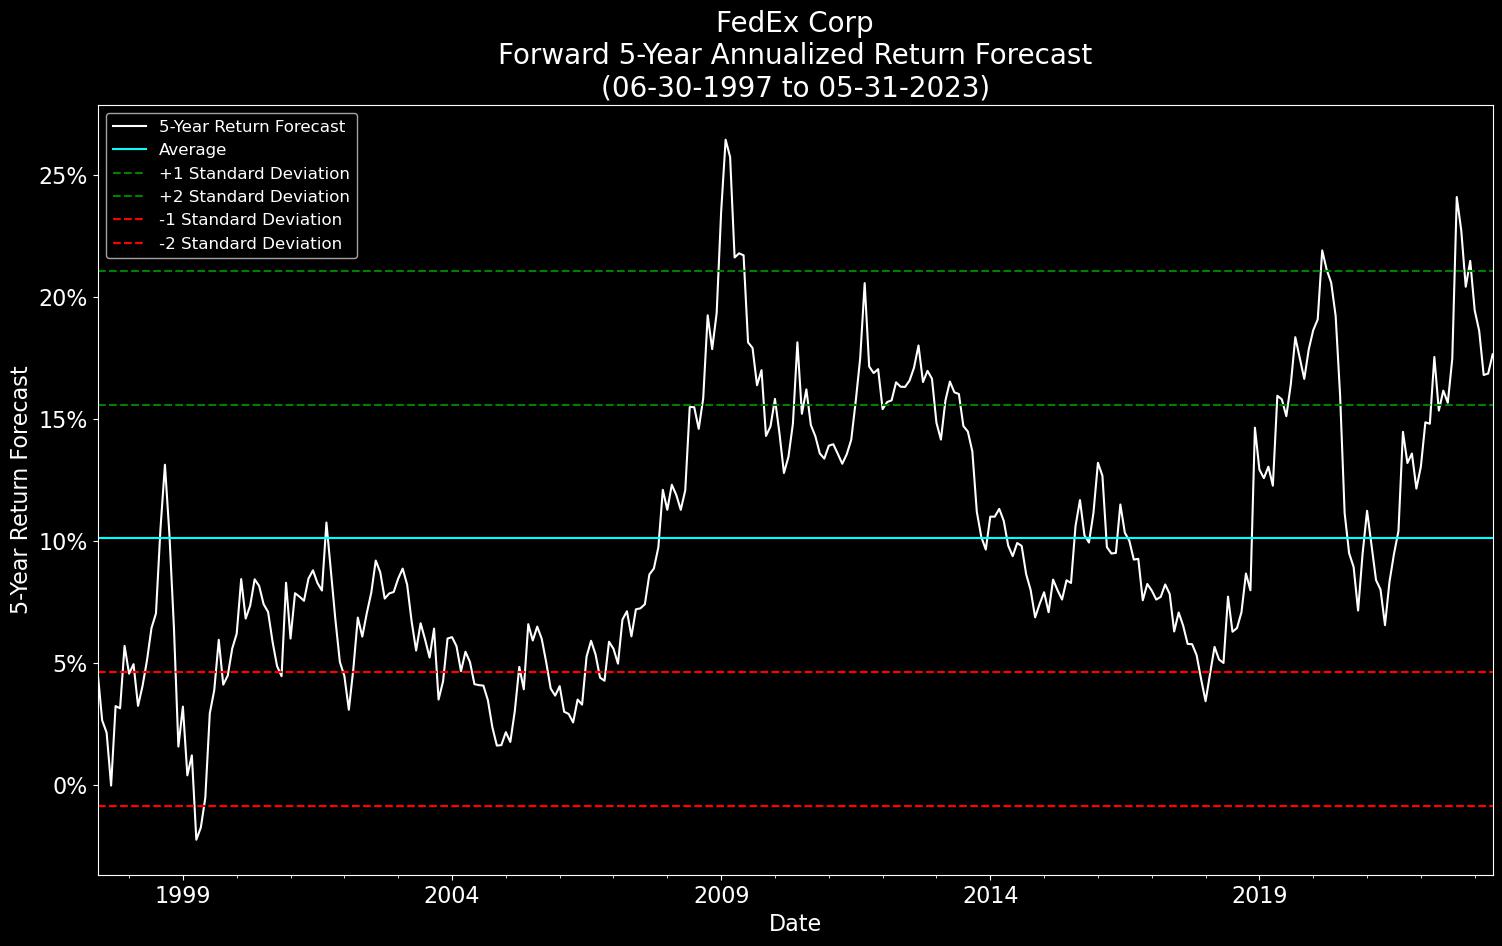 FedEx Corp
Forward 5-Year Annualized Return Forecast
(06-30-1997 to 05-31-2023)
5-Year Return Forecast
Average
+1 Standard Deviation
+2 Standard Deviation
-1 Standard Deviation
-2 Standard Deviation
25%
20%
15%
10%
5%
0%
5-Year Return Forecast
1999
2004
2009
2014
2019
Date